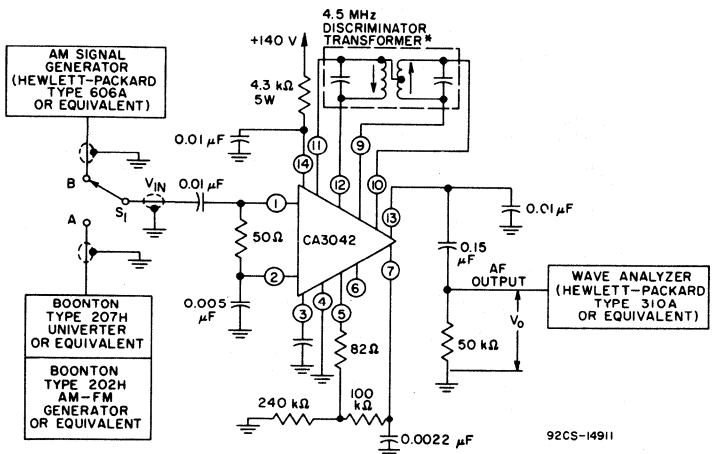 4.5 MHz
DISCRIMINATOR
TRANSFORMER*
+140 V
AM SIGNAL
GENERATOR
(HEWLETT-PACKARD
TYPE 606A
OR EQUIVALENT)
4.3 kΩ
5W
0.01 µF
11
9
14
12
10
B
VIN
0.01 µF
S1
A
1
13
0.01 µF
CA3042
50Ω
0.15
µF
AF
OUTPUT
7
2
6
0.005
µF
3
4
5
WAVE ANALYZER
(HEWLETT-PACKARD
TYPE 310A
OR EQUIVALENT)
Vo
50 kΩ
BOONTON
TYPE 207H
UNIVERTER
OR EQUIVALENT
BOONTON
TYPE 202H
AM-FM
GENERATOR
OR EQUIVALENT
82Ω
240 kΩ
100
kΩ
0.0022 µF
92CS-14911